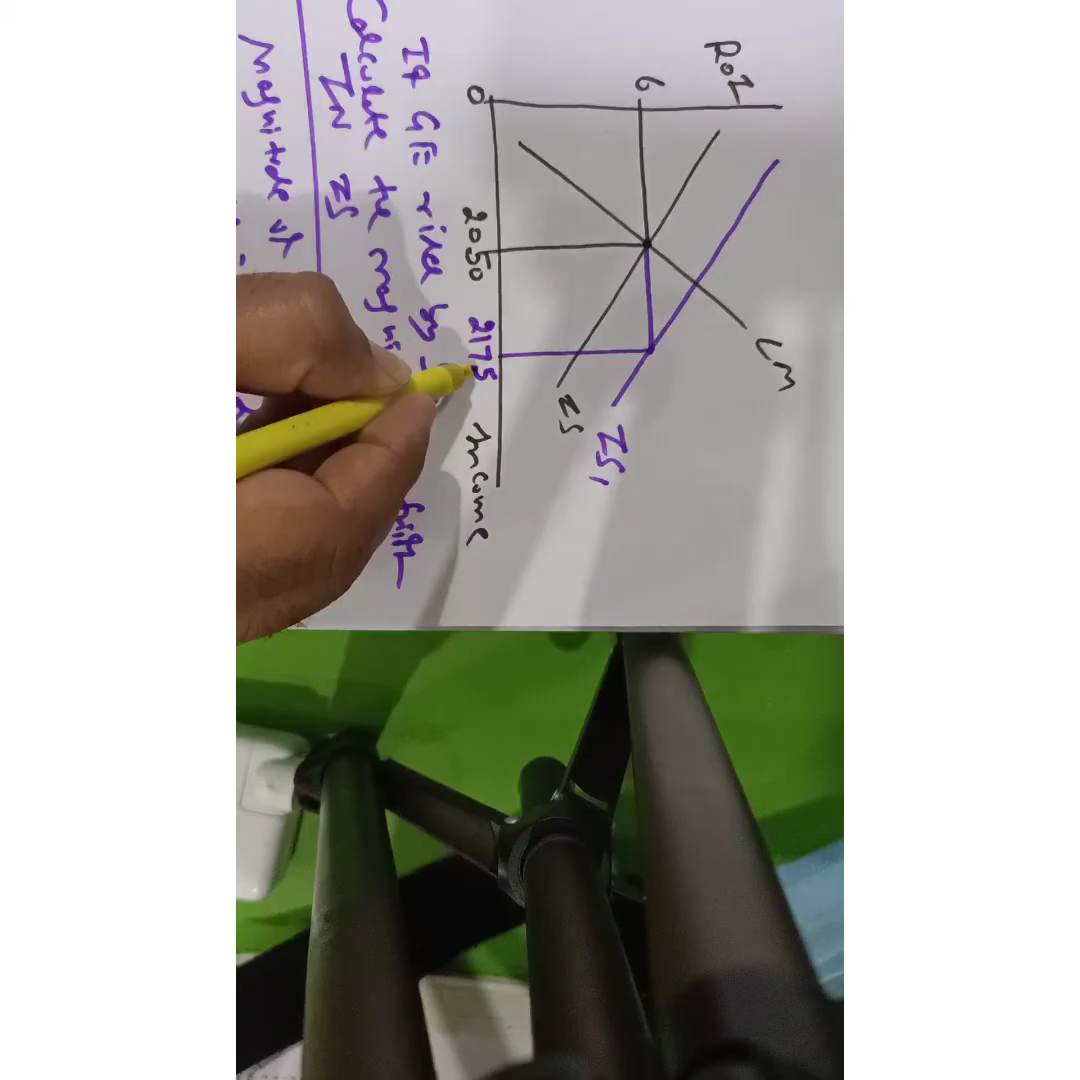 RoI
6
LM
IS
IS1
0
2050
2175
Income
If GE rises by
Calculate the
IN IS
Magnitude of